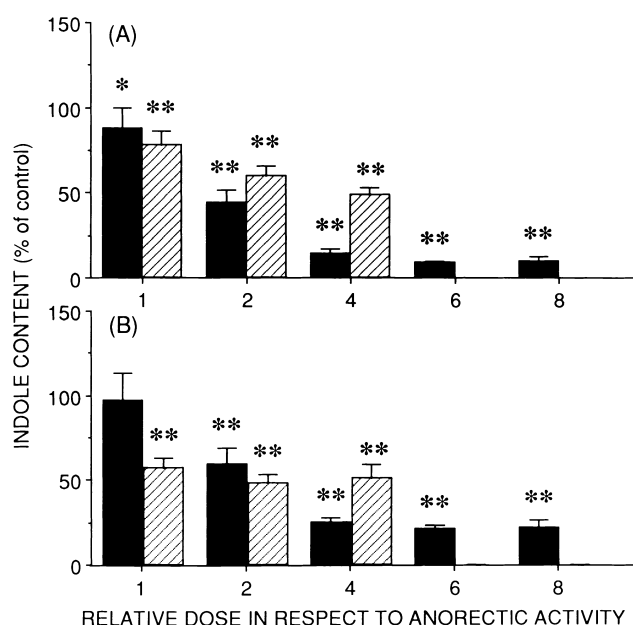 INDOLE CONTENT (% of control)
(A)
150
100
50
0
* ** ** ** ** ** ** **
1 2 4 6 8
(B)
150
100
50
0
** ** ** ** ** ** **
1 2 4 6 8
RELATIVE DOSE IN RESPECT TO ANORECTIC ACTIVITY